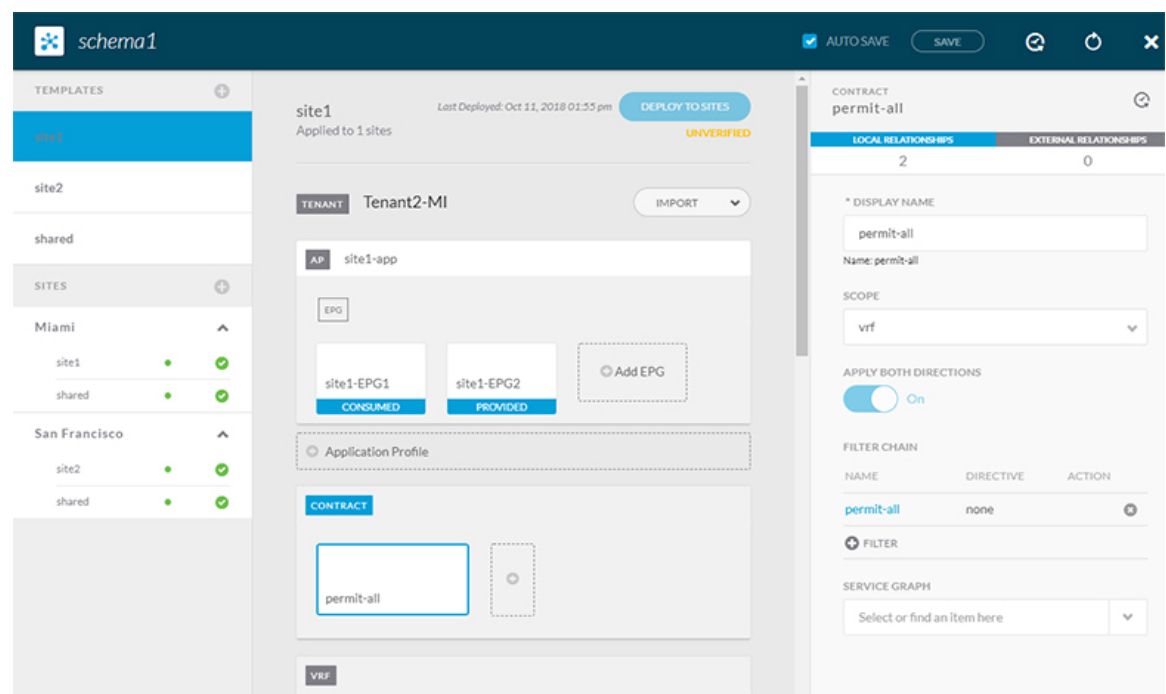 schema1
AUTO SAVE
SAVE
TEMPLATES
site1
site2
shared
SITES
Miami
site1
shared
San Francisco
site2
shared
site1
Last Deployed: Oct 11, 2018 01:55 pm
DEPLOY TO SITES
Applied to 1 sites
UNVERIFIED
TENANT Tenant2-MI
IMPORT
AP site1-app
EPG
site1-EPG1
CONSUMED
site1-EPG2
PROVIDED
Add EPG
Application Profile
CONTRACT
permit-all
VRF
CONTRACT
permit-all
LOCAL RELATIONSHIPS EXTERNAL RELATIONSHIPS
2 0
* DISPLAY NAME
permit-all
Name: permit-all
SCOPE
vrf
APPLY BOTH DIRECTIONS
On
FILTER CHAIN
NAME DIRECTIVE ACTION
permit-all none
FILTER
SERVICE GRAPH
Select or find an item here